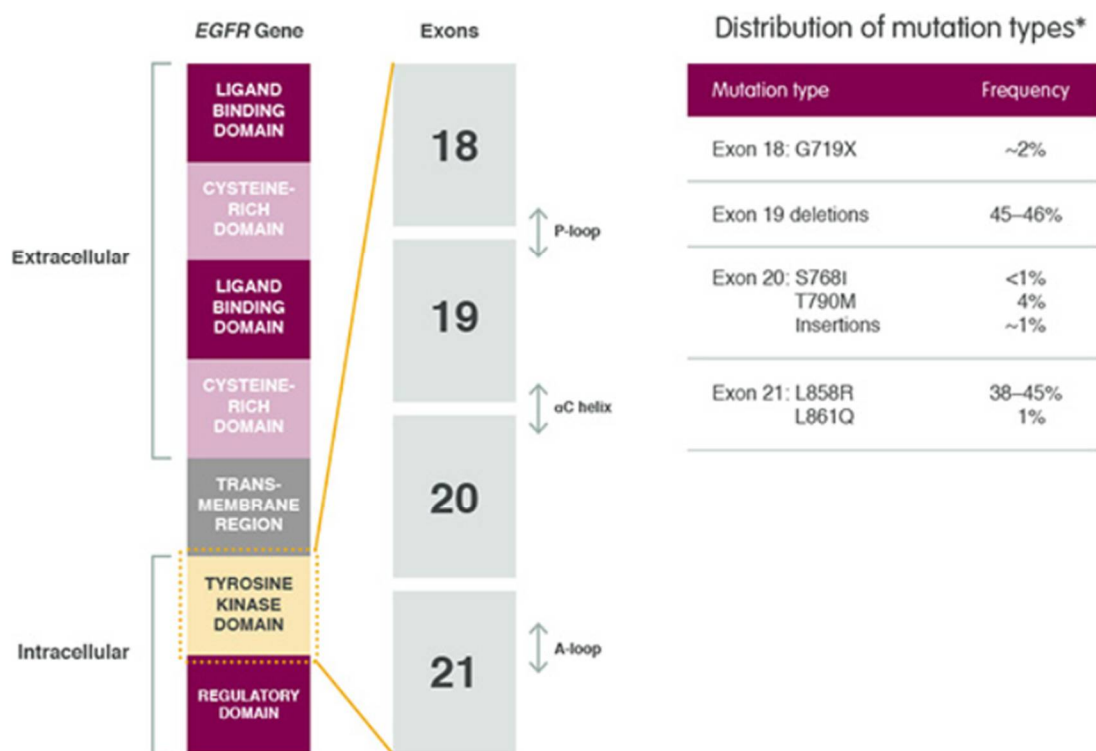 EGFR Gene
Exons
Distribution of mutation types*
LIGAND
BINDING
DOMAIN
CYSTEINE-
RICH
DOMAIN
LIGAND
BINDING
DOMAIN
CYSTEINE-
RICH
DOMAIN
TRANS-
MEMBRANE
REGION
TYROSINE
KINASE
DOMAIN
REGULATORY
DOMAIN
Extracellular
Intracellular
18
19
20
21
P-loop
αC helix
A-loop
Mutation type Frequency
Exon 18: G719X ~2%
Exon 19 deletions 45–46%
Exon 20: S768I <1%
T790M 4%
Insertions ~1%
Exon 21: L858R 38–45%
L861Q 1%